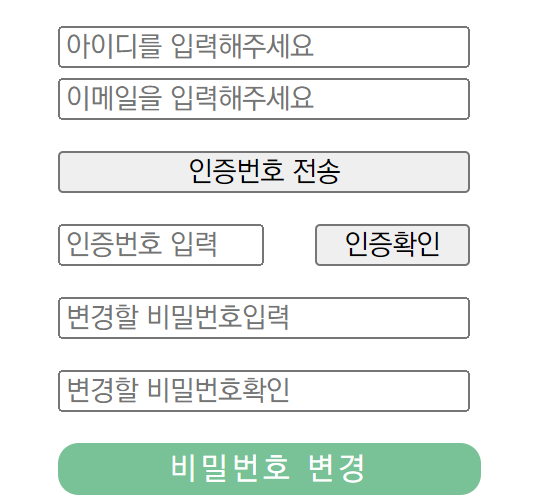 아이디를 입력해주세요
이메일을 입력해주세요
인증번호 전송
인증번호 입력 인증확인
변경할 비밀번호입력
변경할 비밀번호확인
비밀번호 변경